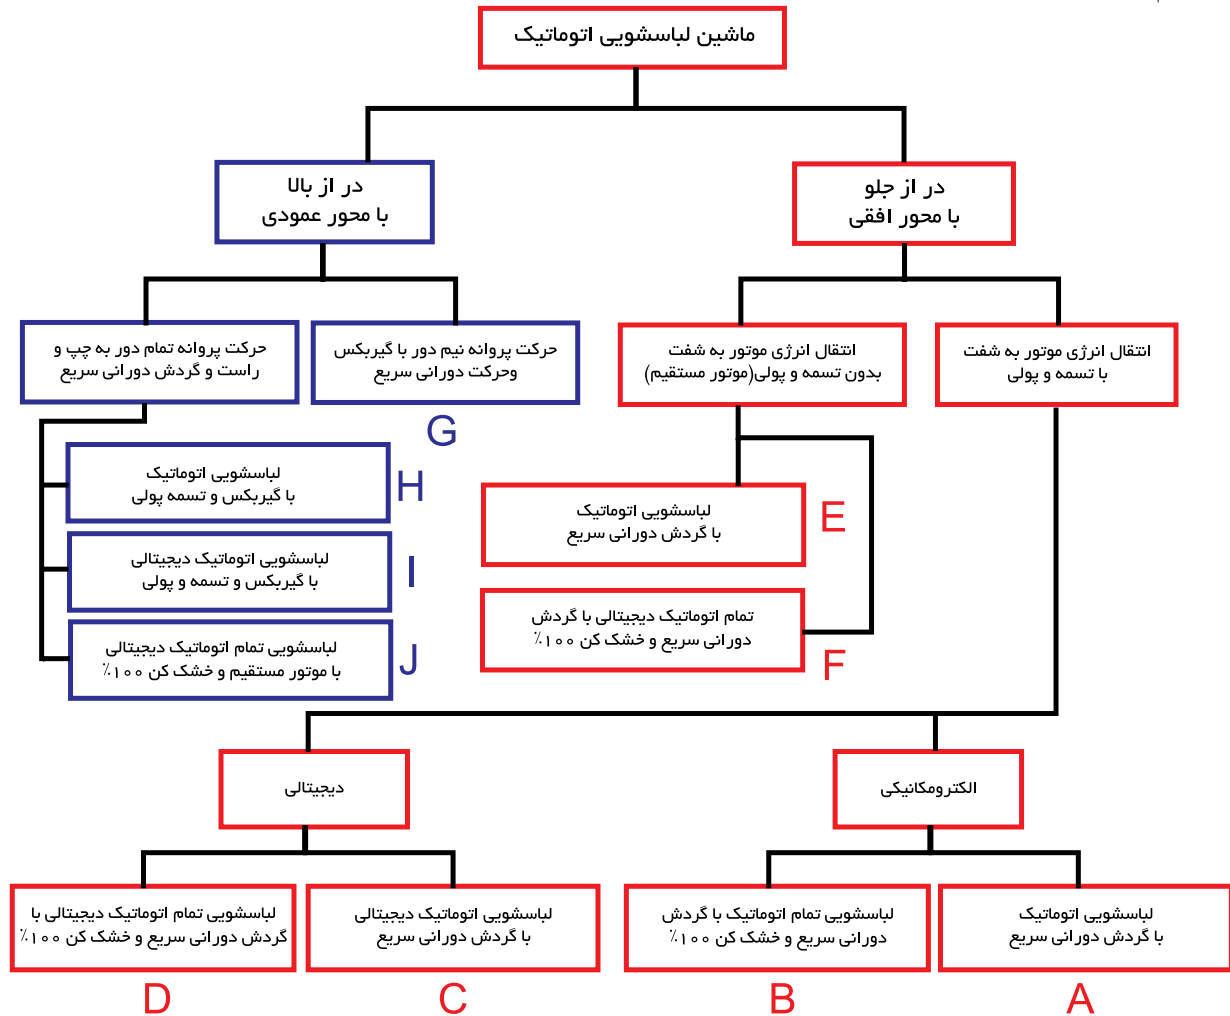 ماشین لباسشویی اتوماتیک
در از جلو
با محور افقی
در از بالا
با محور عمودی
انتقال انرژی موتور به شفت
با تسمه و پولی
انتقال انرژی موتور به شفت
بدون تسمه و پولی(موتور مستقیم)
حرکت پروانه نیم دور با گیربکس
وحرکت دورانی سریع
G
حرکت پروانه تمام دور به چپ و
راست و گردش دورانی سریع
لباسشویی اتوماتیک
با گردش دورانی سریع
E
تمام اتوماتیک دیجیتالی با گردش
دورانی سریع و خشک کن ۱۰۰٪
F
لباسشویی اتوماتیک
با گیربکس و تسمه پولی
H
لباسشویی اتوماتیک دیجیتالی
با گیربکس و تسمه و پولی
I
لباسشویی تمام اتوماتیک دیجیتالی
با موتور مستقیم و خشک کن ۱۰۰٪
J
الکترومکانیکی
دیجیتالی
لباسشویی اتوماتیک
با گردش دورانی سریع
A
لباسشویی تمام اتوماتیک با گردش
دورانی سریع و خشک کن ۱۰۰٪
B
لباسشویی اتوماتیک دیجیتالی
با گردش دورانی سریع
C
لباسشویی تمام اتوماتیک دیجیتالی با
گردش دورانی سریع و خشک کن ۱۰۰٪
D